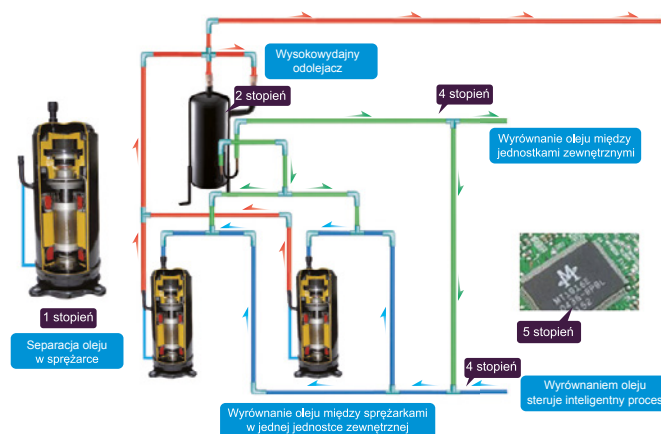 Wysokowydajny
odolejacz
2 stopień
4 stopień
Wyrównanie oleju między
jednostkami zewnętrznymi
1 stopień
Separacja oleju
w sprężarce
5 stopień
4 stopień
Wyrównaniem oleju
steruje inteligentny proces
Wyrównanie oleju między sprężarkami
w jednej jednostce zewnętrznej